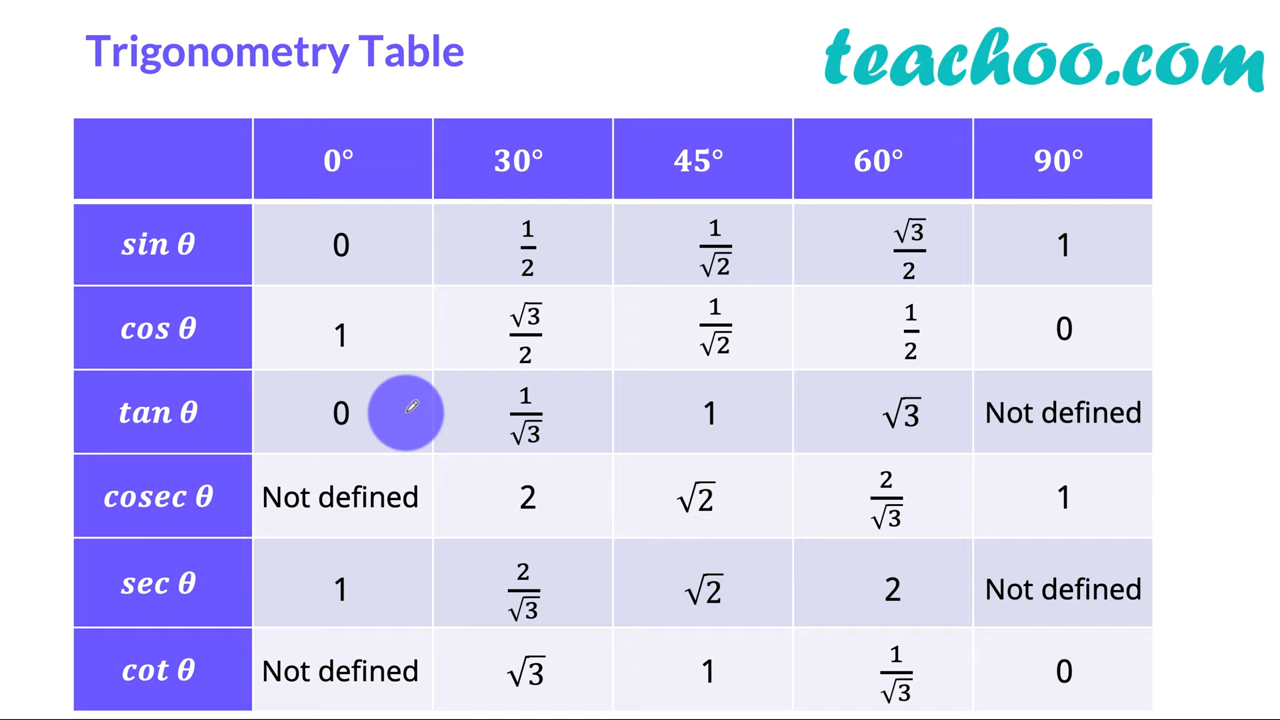 Trigonometry Table
teachoo.com
0° 30° 45° 60° 90°
sin θ 0 1/2 1/√2 √3/2 1
cos θ 1 √3/2 1/√2 1/2 0
tan θ 0 1/√3 1 √3 Not defined
cosec θ Not defined 2 √2 2/√3 1
sec θ 1 2/√3 √2 2 Not defined
cot θ Not defined √3 1 1/√3 0